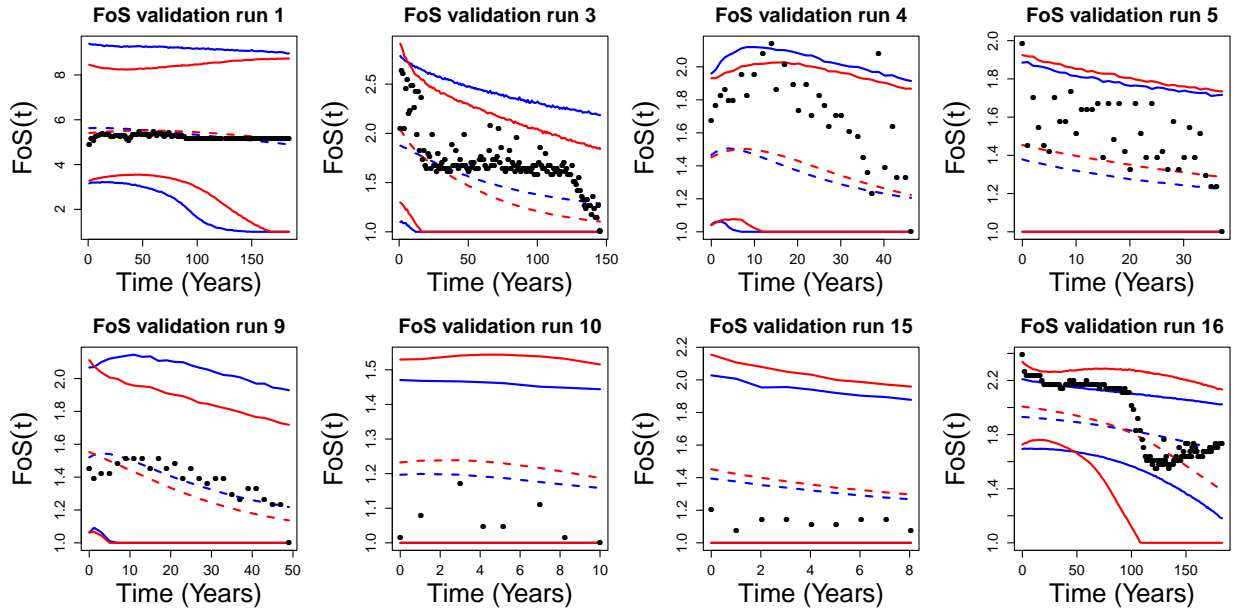 FoS validation run 1
FoS(t)
2 4 6 8
0 50 100 150
Time (Years)
FoS validation run 3
FoS(t)
1.0 1.5 2.0 2.5
0 50 100 150
Time (Years)
FoS validation run 4
FoS(t)
1.0 1.2 1.4 1.6 1.8 2.0
0 10 20 30 40
Time (Years)
FoS validation run 5
FoS(t)
1.0 1.2 1.4 1.6 1.8 2.0
0 10 20 30
Time (Years)
FoS validation run 9
FoS(t)
1.0 1.2 1.4 1.6 1.8 2.0
0 10 20 30 40 50
Time (Years)
FoS validation run 10
FoS(t)
1.0 1.1 1.2 1.3 1.4 1.5
0 2 4 6 8 10
Time (Years)
FoS validation run 15
FoS(t)
1.0 1.2 1.4 1.6 1.8 2.0 2.2
0 2 4 6 8
Time (Years)
FoS validation run 16
FoS(t)
1.0 1.4 1.8 2.2
0 50 100 150
Time (Years)